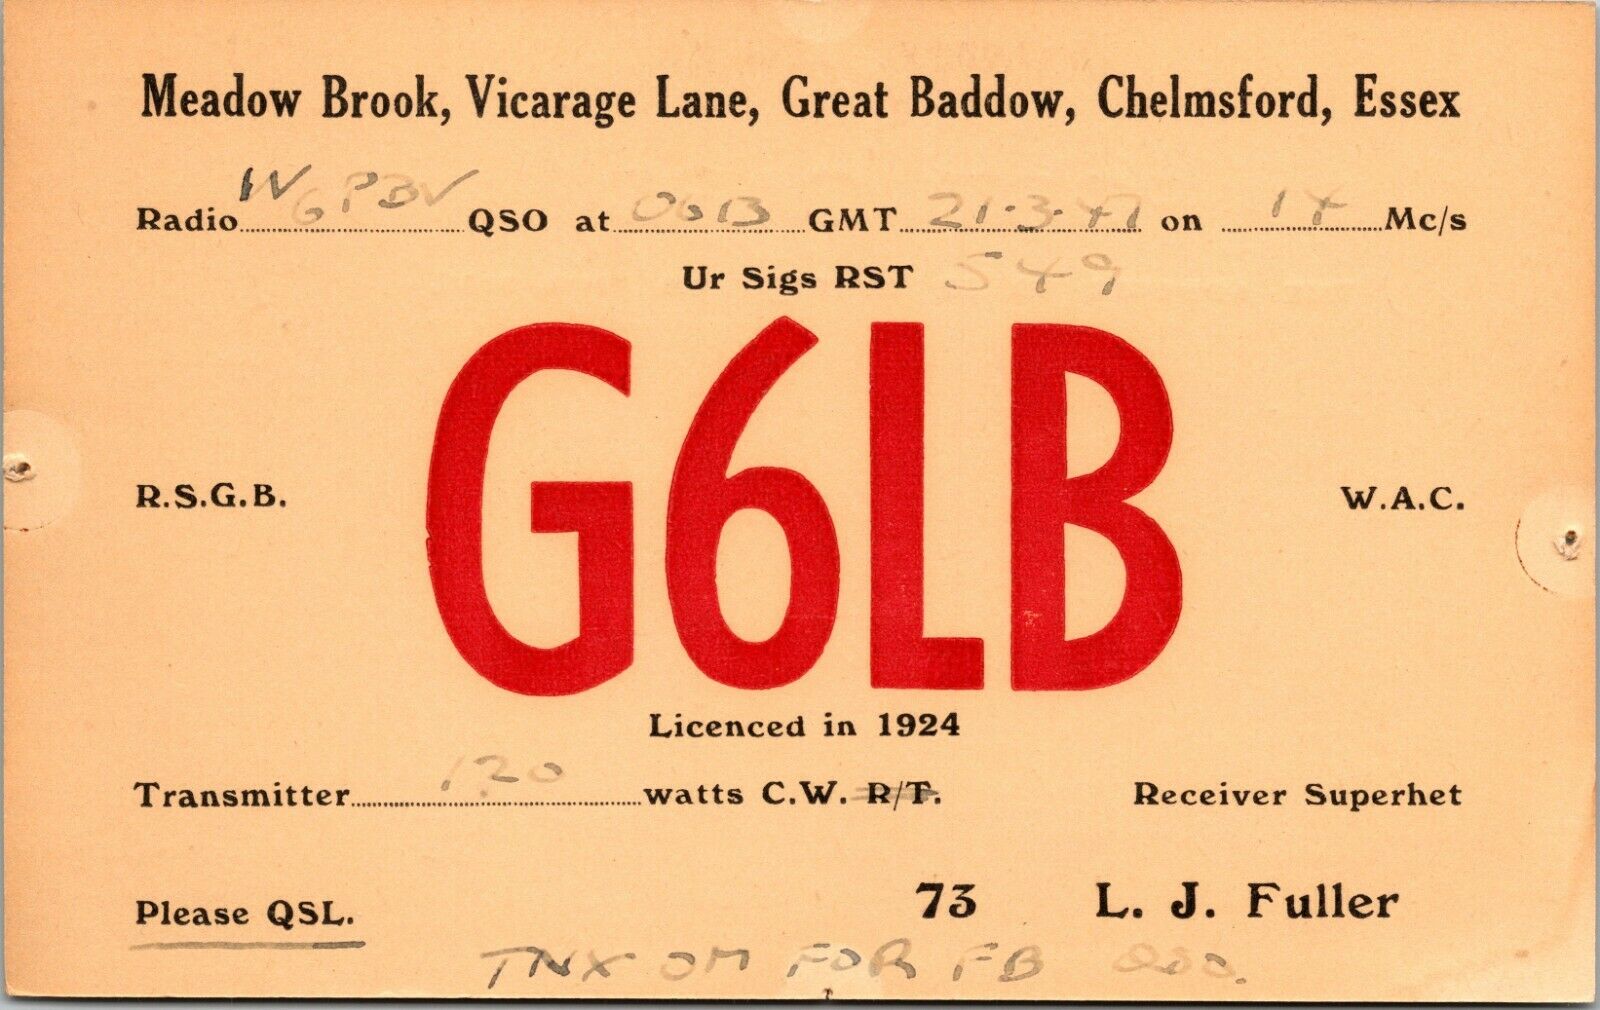 Meadow Brook, Vicarage Lane, Great Baddow, Chelmsford, Essex
Radio W6PBV QSO at 0613 GMT 21·3·47 on 14 Mc/s
Ur Sigs RST 549
G6LB
R.S.G.B. W.A.C.
Licenced in 1924
Transmitter 120 watts C.W. R/T. Receiver Superhet
Please QSL. 73 L. J. Fuller
TNX OM FOR FB QSO.